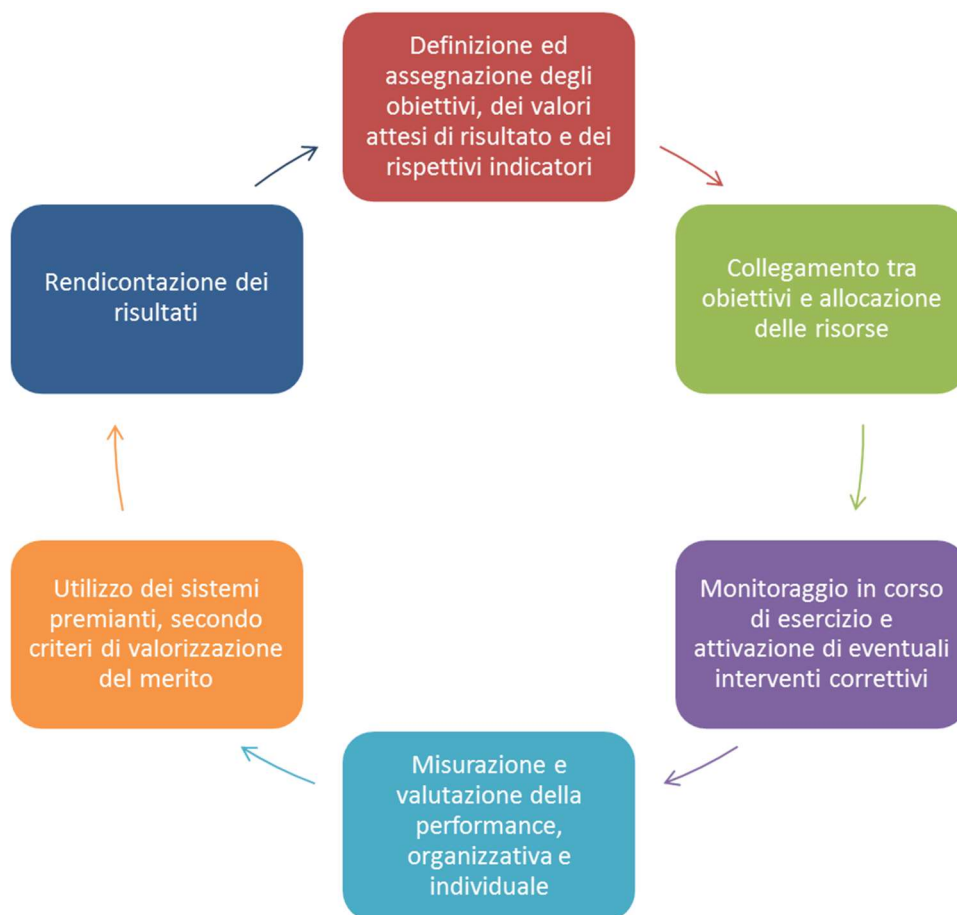 Definizione ed
assegnazione degli
obiettivi, dei valori
attesi di risultato e dei
rispettivi indicatori
Collegamento tra
obiettivi e allocazione
delle risorse
Monitoraggio in corso
di esercizio e
attivazione di eventuali
interventi correttivi
Misurazione e
valutazione della
performance,
organizzativa e
individuale
Utilizzo dei sistemi
premianti, secondo
criteri di valorizzazione
del merito
Rendicontazione dei
risultati